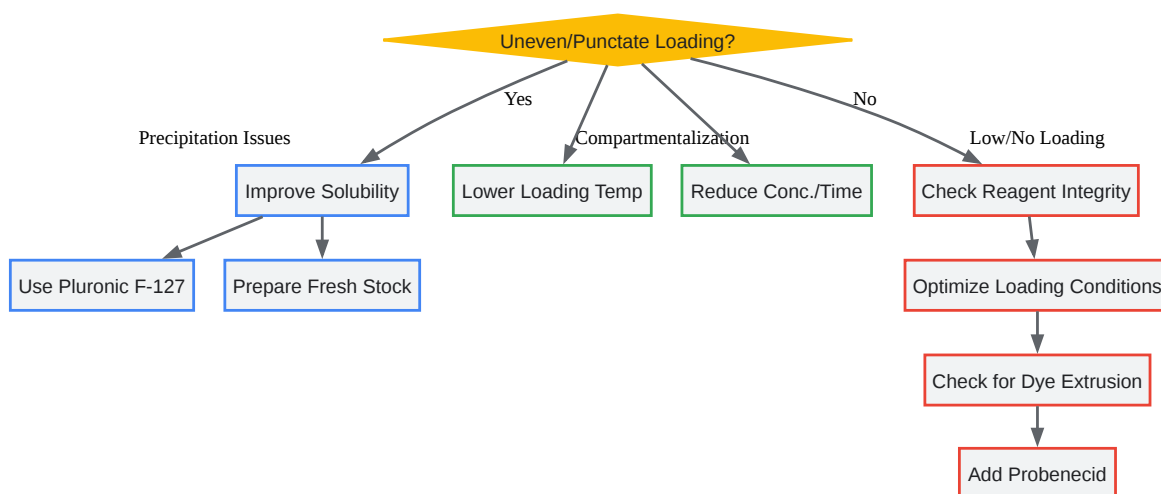 Uneven/Punctate Loading?
Yes
No
Precipitation Issues
Compartmentalization
Low/No Loading
Improve Solubility
Lower Loading Temp
Reduce Conc./Time
Check Reagent Integrity
Use Pluronic F-127
Prepare Fresh Stock
Optimize Loading Conditions
Check for Dye Extrusion
Add Probenecid